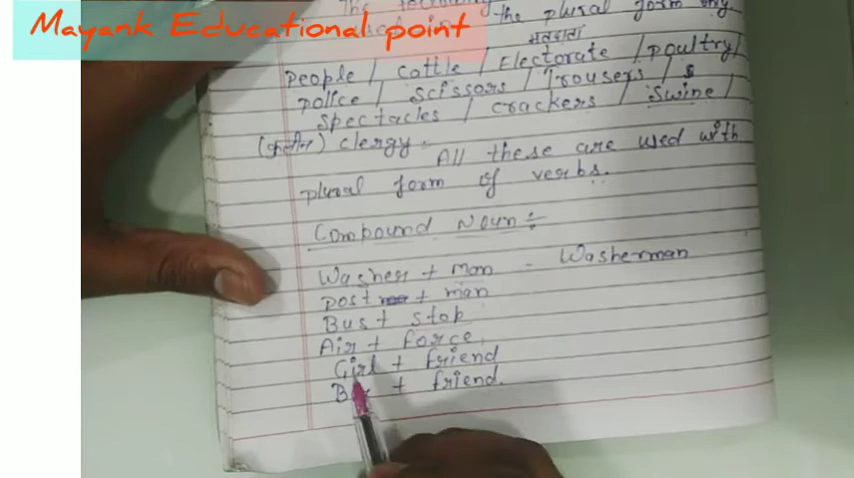 Mayank Educational point
the plural form
मतदाता
People / Cattle / Electorate / Poultry /
police / Scissors / Trousers /
Spectacles / Crackers / Swine /
clergy
All these are used with
plural form of verbs.
Compound Noun ÷
Washer + Man - Washerman
Post + man
Bus + stop
Air + force
Girl + friend
+ friend